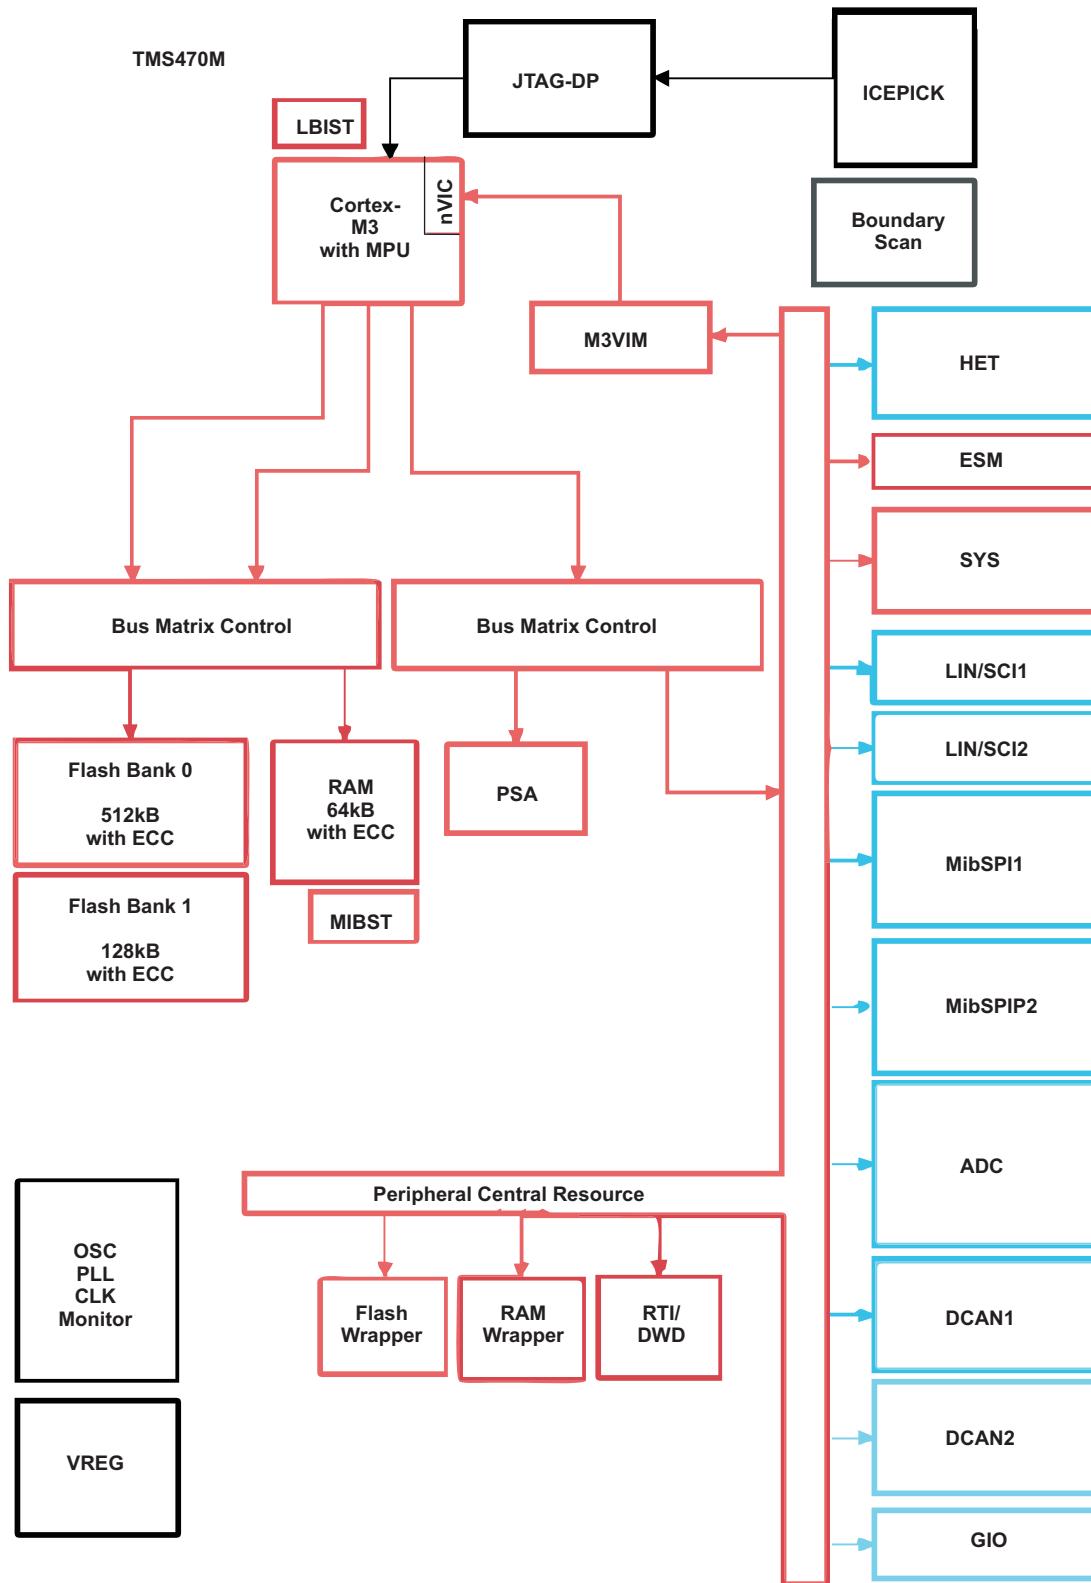 TMS470M
JTAG-DP
ICEPICK
LBIST
Cortex-
M3
with MPU
nVIC
Boundary
Scan
M3VIM
HET
ESM
SYS
Bus Matrix Control
Bus Matrix Control
LIN/SCI1
LIN/SCI2
Flash Bank 0
512kB
with ECC
RAM
64kB
with ECC
PSA
MibSPI1
Flash Bank 1
128kB
with ECC
MIBST
MibSPIP2
ADC
Peripheral Central Resource
OSC
PLL
CLK
Monitor
Flash
Wrapper
RAM
Wrapper
RTI/
DWD
DCAN1
VREG
DCAN2
GIO